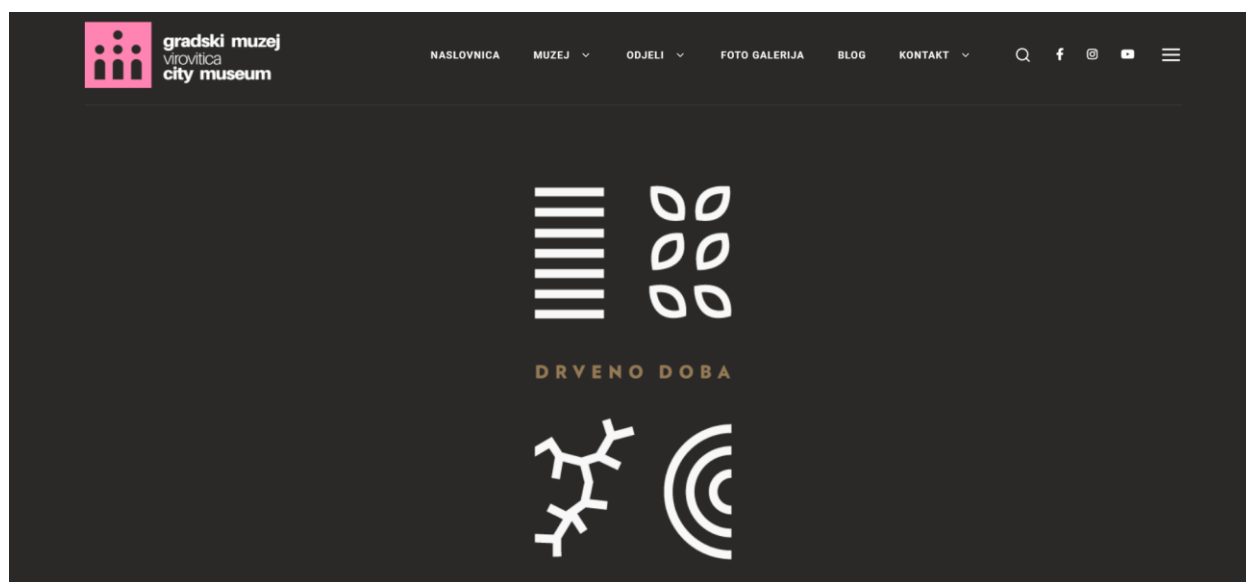 gradski muzej
virovitica
city museum
NASLOVNICA MUZEJ ODJELI FOTO GALERIJA BLOG KONTAKT
DRVENO DOBA